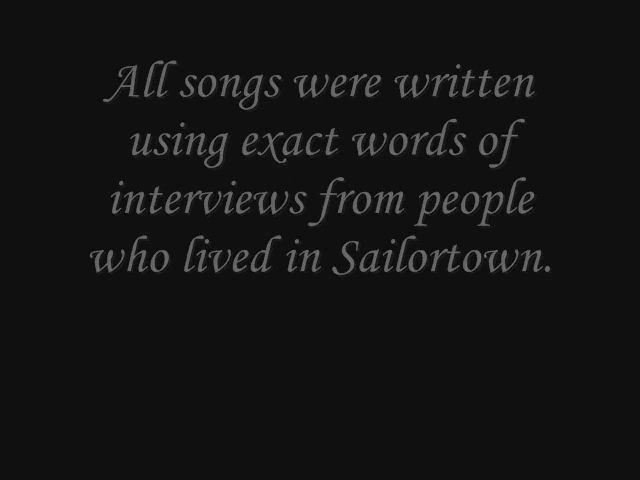 All songs were written
using exact words of
interviews from people
who lived in Sailortown.